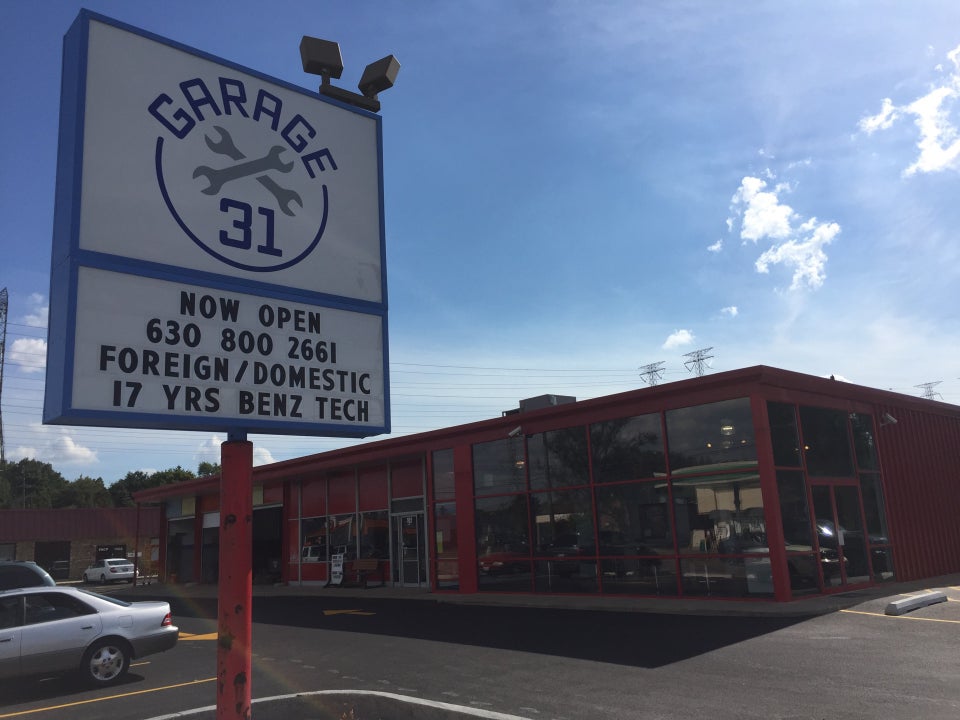 GARAGE
31
NOW OPEN
630 800 2661
FOREIGN/DOMESTIC
17 YRS BENZ TECH